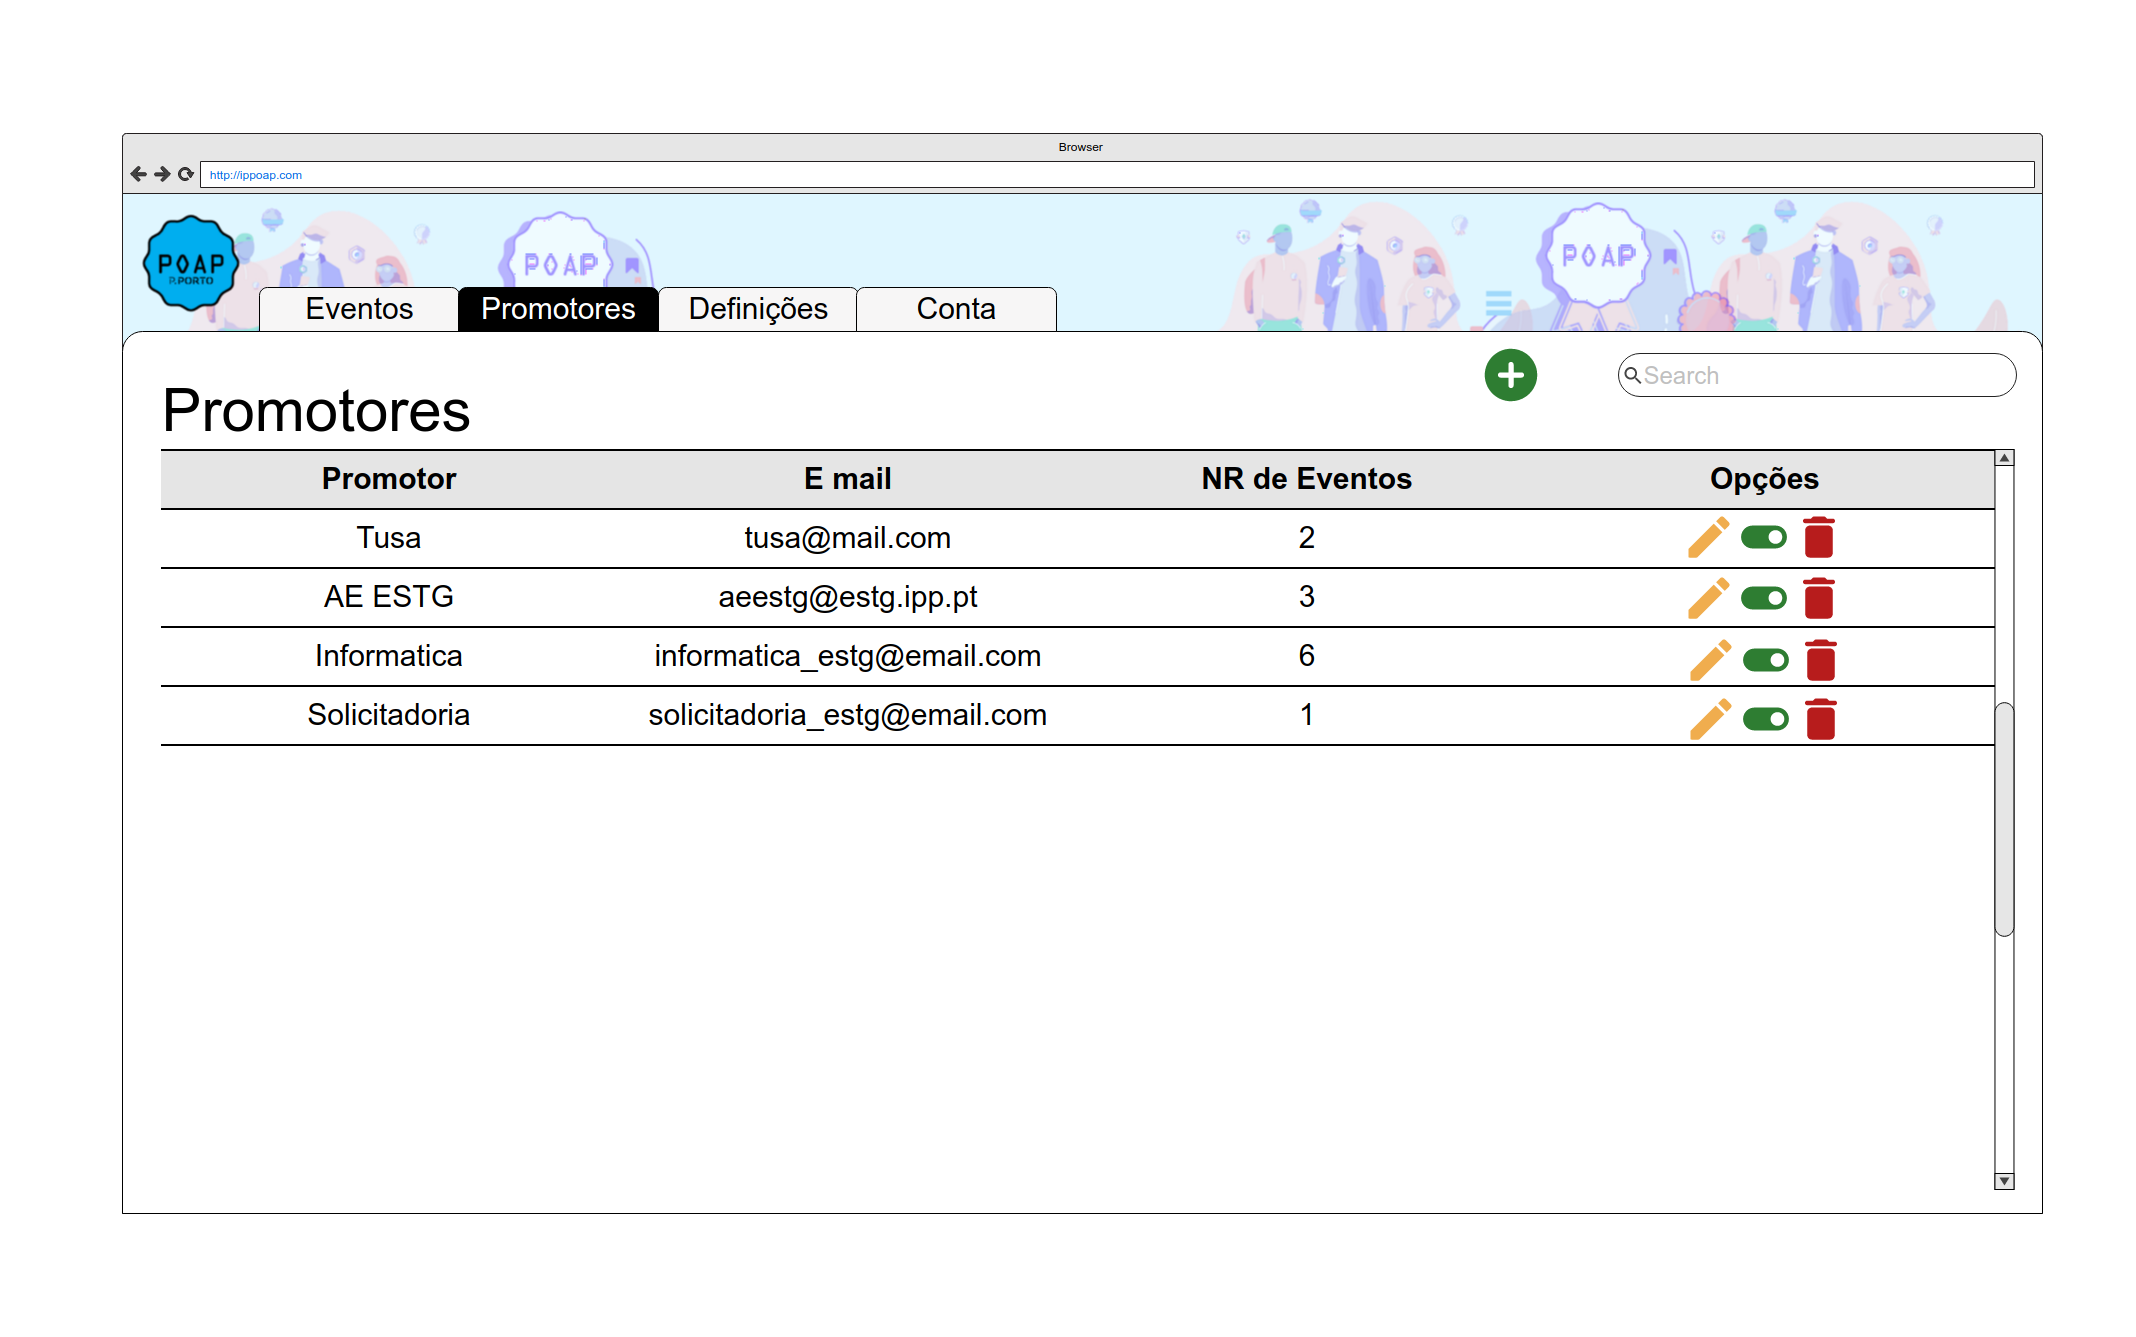 Browser
http://ippoap.com
POAP
P.PORTO
POAP
POAP
Eventos Promotores Definições Conta
Search
Promotores
Promotor E mail NR de Eventos Opções
Tusa tusa@mail.com 2
AE ESTG aeestg@estg.ipp.pt 3
Informatica informatica_estg@email.com 6
Solicitadoria solicitadoria_estg@email.com 1